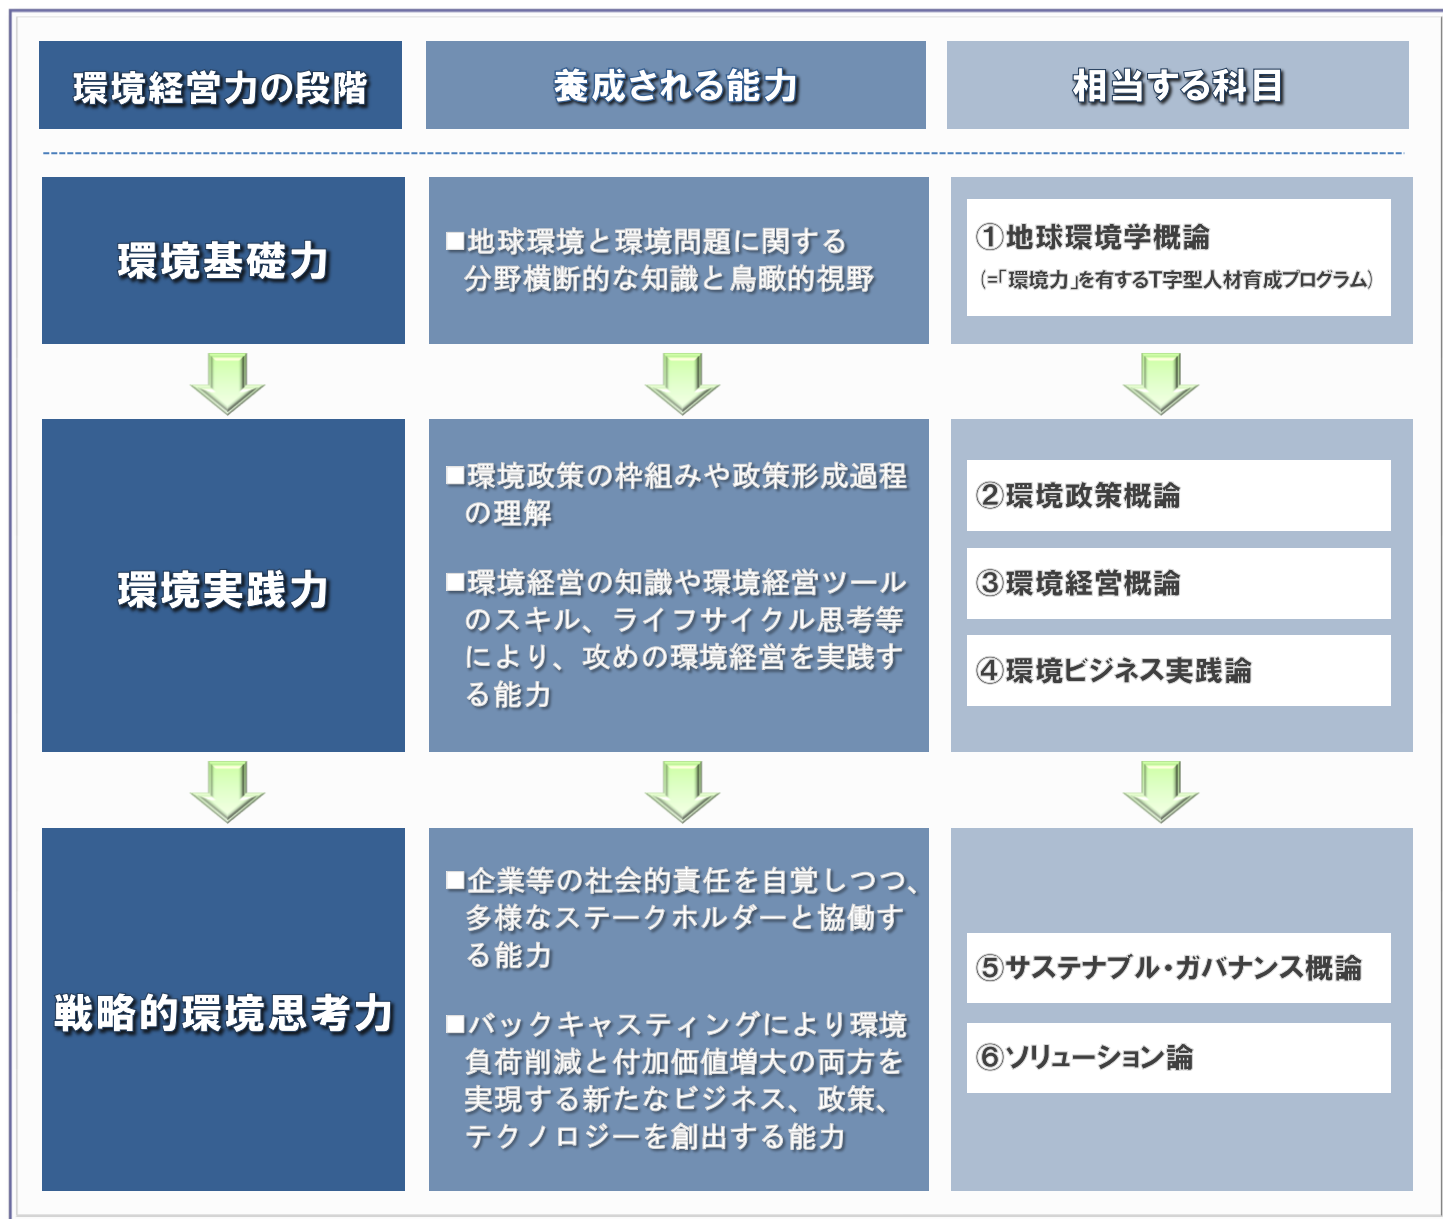 環境経営力の段階
養成される能力
相当する科目
環境基礎力
■地球環境と環境問題に関する
分野横断的な知識と鳥瞰的視野
①地球環境学概論
(=「環境力」を有するT字型人材育成プログラム)
環境実践力
■環境政策の枠組みや政策形成過程
の理解
■環境経営の知識や環境経営ツール
のスキル、ライフサイクル思考等
により、攻めの環境経営を実践す
る能力
②環境政策概論
③環境経営概論
④環境ビジネス実践論
戦略的環境思考力
■企業等の社会的責任を自覚しつつ、
多様なステークホルダーと協働す
る能力
■バックキャスティングにより環境
負荷削減と付加価値増大の両方を
実現する新たなビジネス、政策、
テクノロジーを創出する能力
⑤サステナブル・ガバナンス概論
⑥ソリューション論